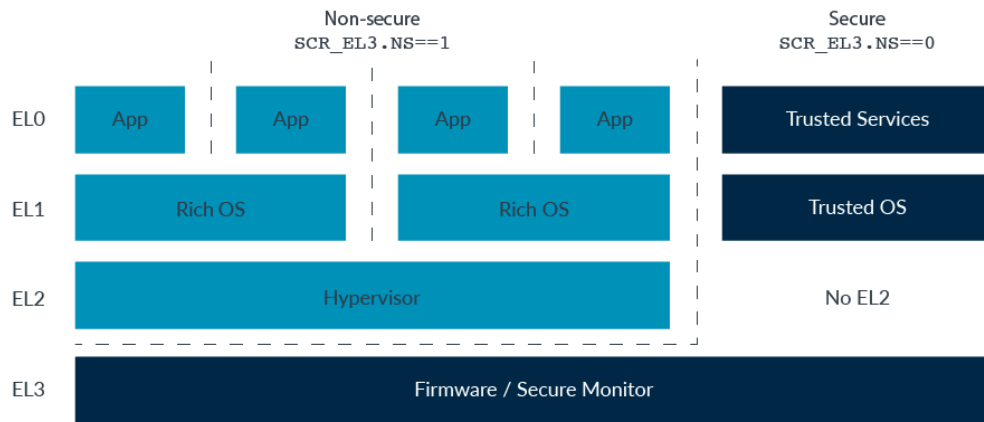 Non-secure
SCR_EL3.NS==1
Secure
SCR_EL3.NS==0
EL0
App
App
App
App
Trusted Services
EL1
Rich OS
Rich OS
Trusted OS
EL2
Hypervisor
No EL2
EL3
Firmware / Secure Monitor